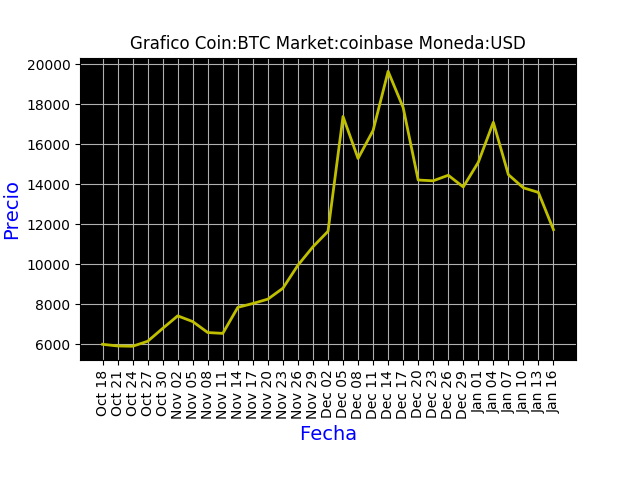 Grafico Coin:BTC Market:coinbase Moneda:USD
20000
18000
16000
14000
12000
10000
8000
6000
Precio
Oct 18
Oct 21
Oct 24
Oct 27
Oct 30
Nov 02
Nov 05
Nov 08
Nov 11
Nov 14
Nov 17
Nov 20
Nov 23
Nov 26
Nov 29
Dec 02
Dec 05
Dec 08
Dec 11
Dec 14
Dec 17
Dec 20
Dec 23
Dec 26
Dec 29
Jan 01
Jan 04
Jan 07
Jan 10
Jan 13
Jan 16
Fecha